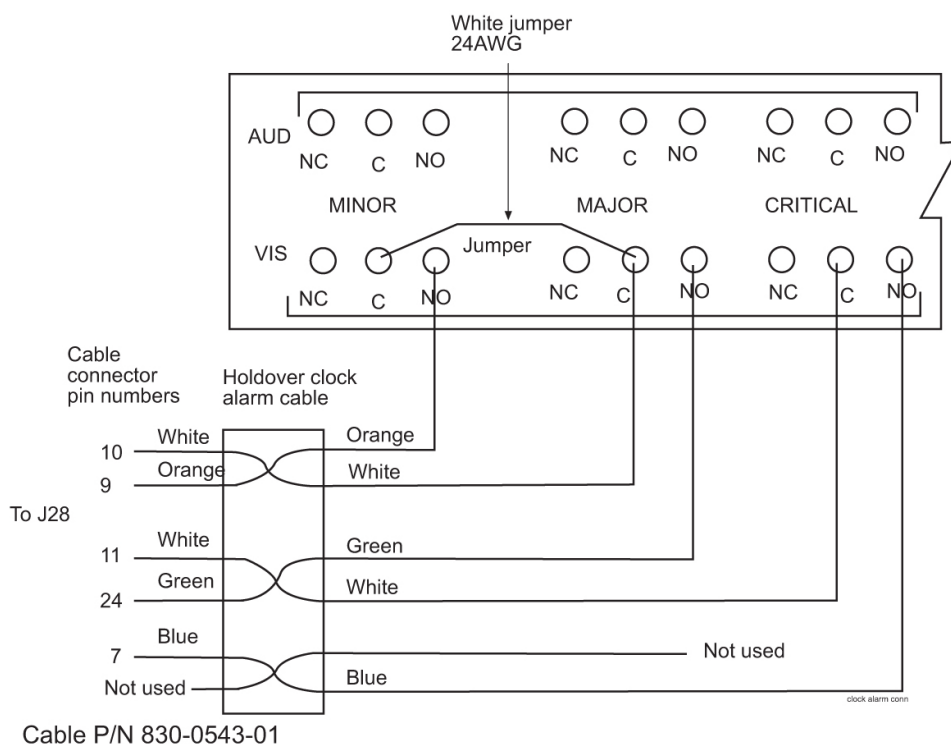 White jumper
24AWG
AUD
NC C NO NC C NO NC C NO
MINOR MAJOR CRITICAL
VIS Jumper
NC C NO NC C NO NC C NO
Cable
connector
pin numbers
Holdover clock
alarm cable
10 White Orange
9 Orange White
To J28
11 White Green
24 Green White
7 Blue Not used
Not used Blue
clock alarm conn
Cable P/N 830-0543-01